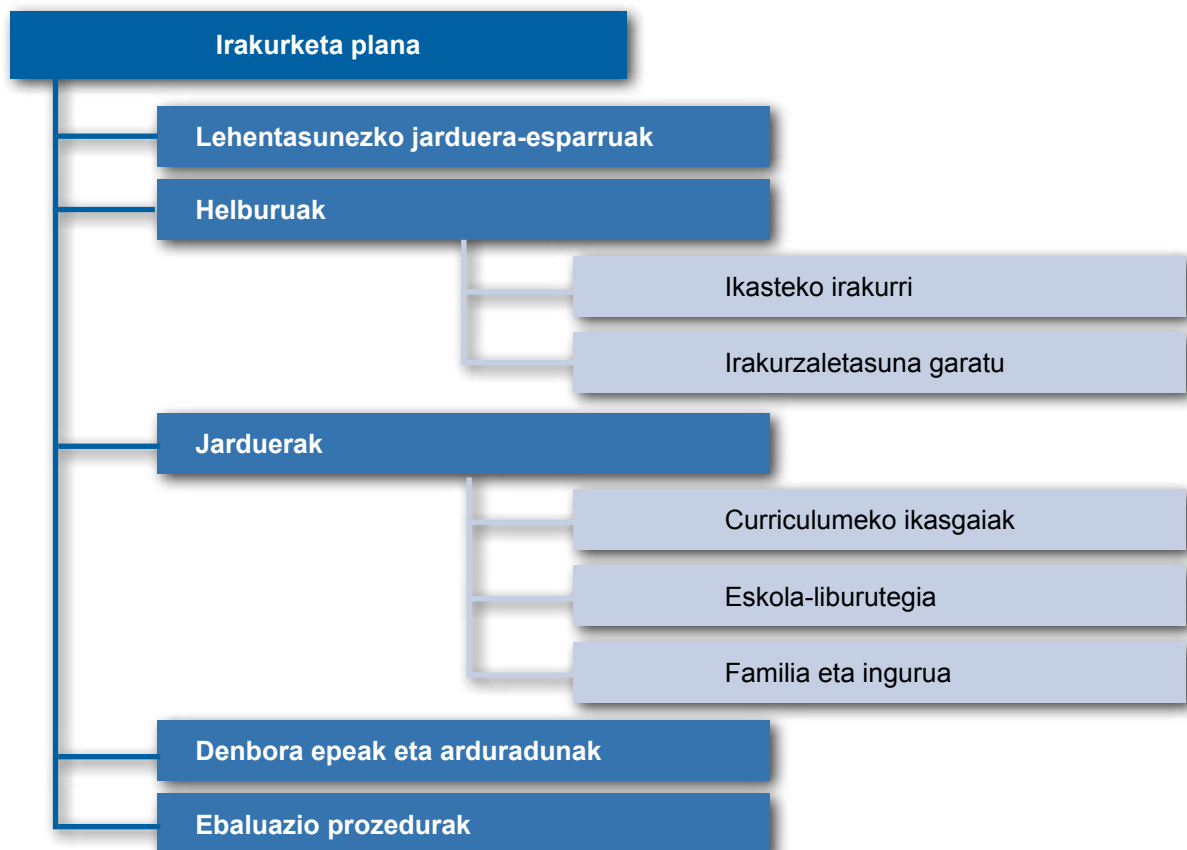 Irakurketa plana
Lehentasunezko jarduera-esparruak
Helburuak
Ikasteko irakurri
Irakurzaletasuna garatu
Jarduerak
Curriculumeko ikasgaiak
Eskola-liburutegia
Familia eta ingurua
Denbora epeak eta arduradunak
Ebaluazio prozedurak